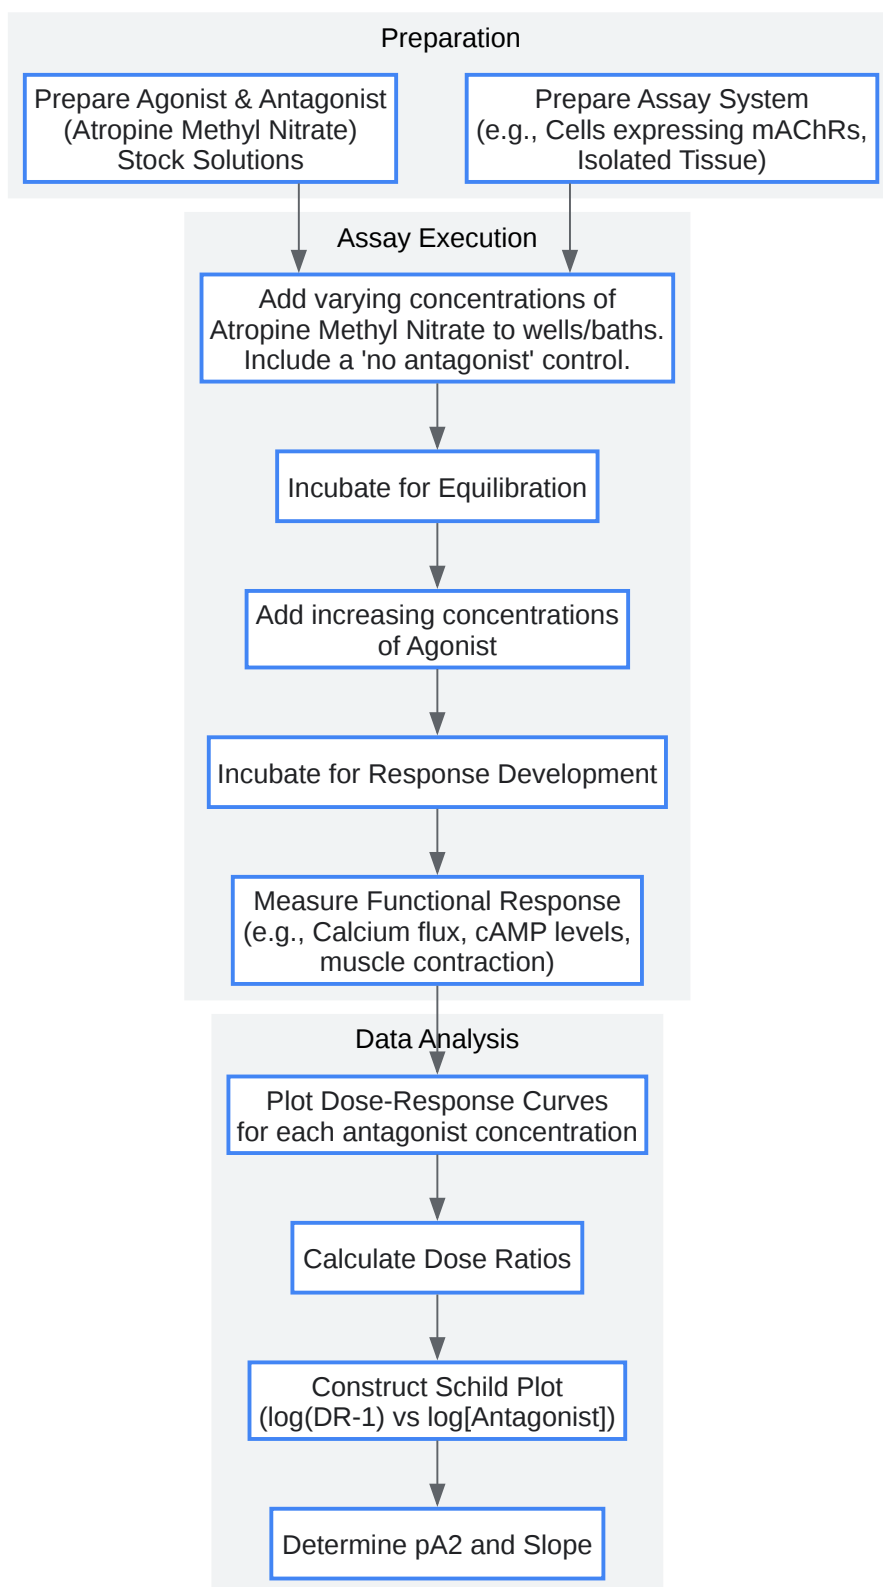 Preparation
Prepare Agonist & Antagonist
(Atropine Methyl Nitrate)
Stock Solutions
Prepare Assay System
(e.g., Cells expressing mAChRs,
Isolated Tissue)
Assay Execution
Add varying concentrations of
Atropine Methyl Nitrate to wells/baths.
Include a 'no antagonist' control.
Incubate for Equilibration
Add increasing concentrations
of Agonist
Incubate for Response Development
Measure Functional Response
(e.g., Calcium flux, cAMP levels,
muscle contraction)
Data Analysis
Plot Dose-Response Curves
for each antagonist concentration
Calculate Dose Ratios
Construct Schild Plot
(log(DR-1) vs log[Antagonist])
Determine pA2 and Slope